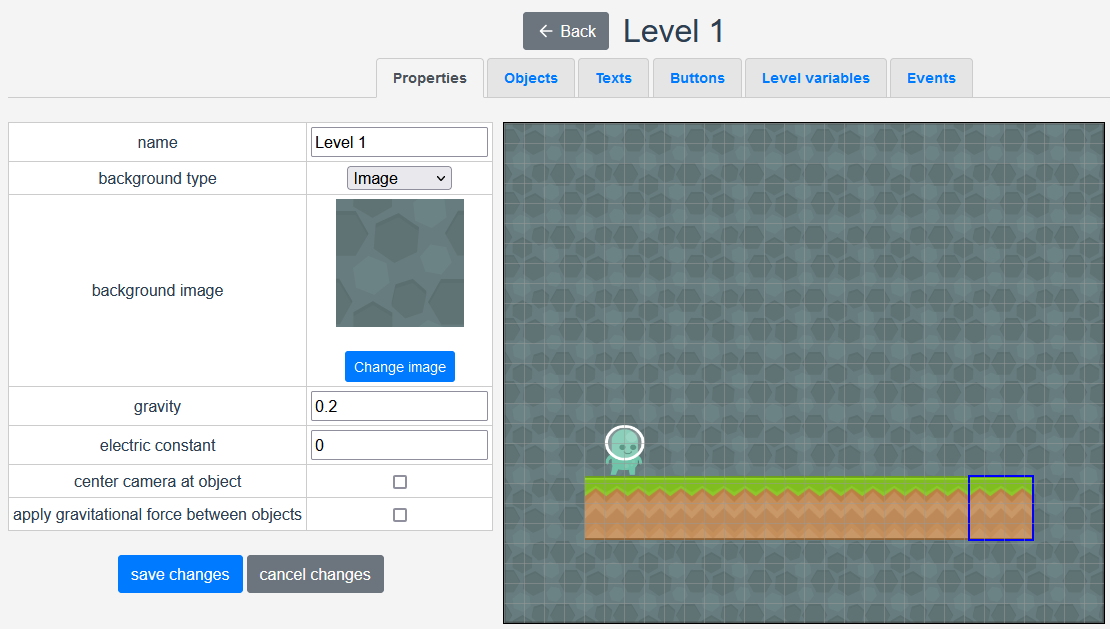 ← Back Level 1
Properties Objects Texts Buttons Level variables Events
name Level 1
background type Image
background image
Change image
gravity 0.2
electric constant 0
center camera at object
apply gravitational force between objects
save changes cancel changes